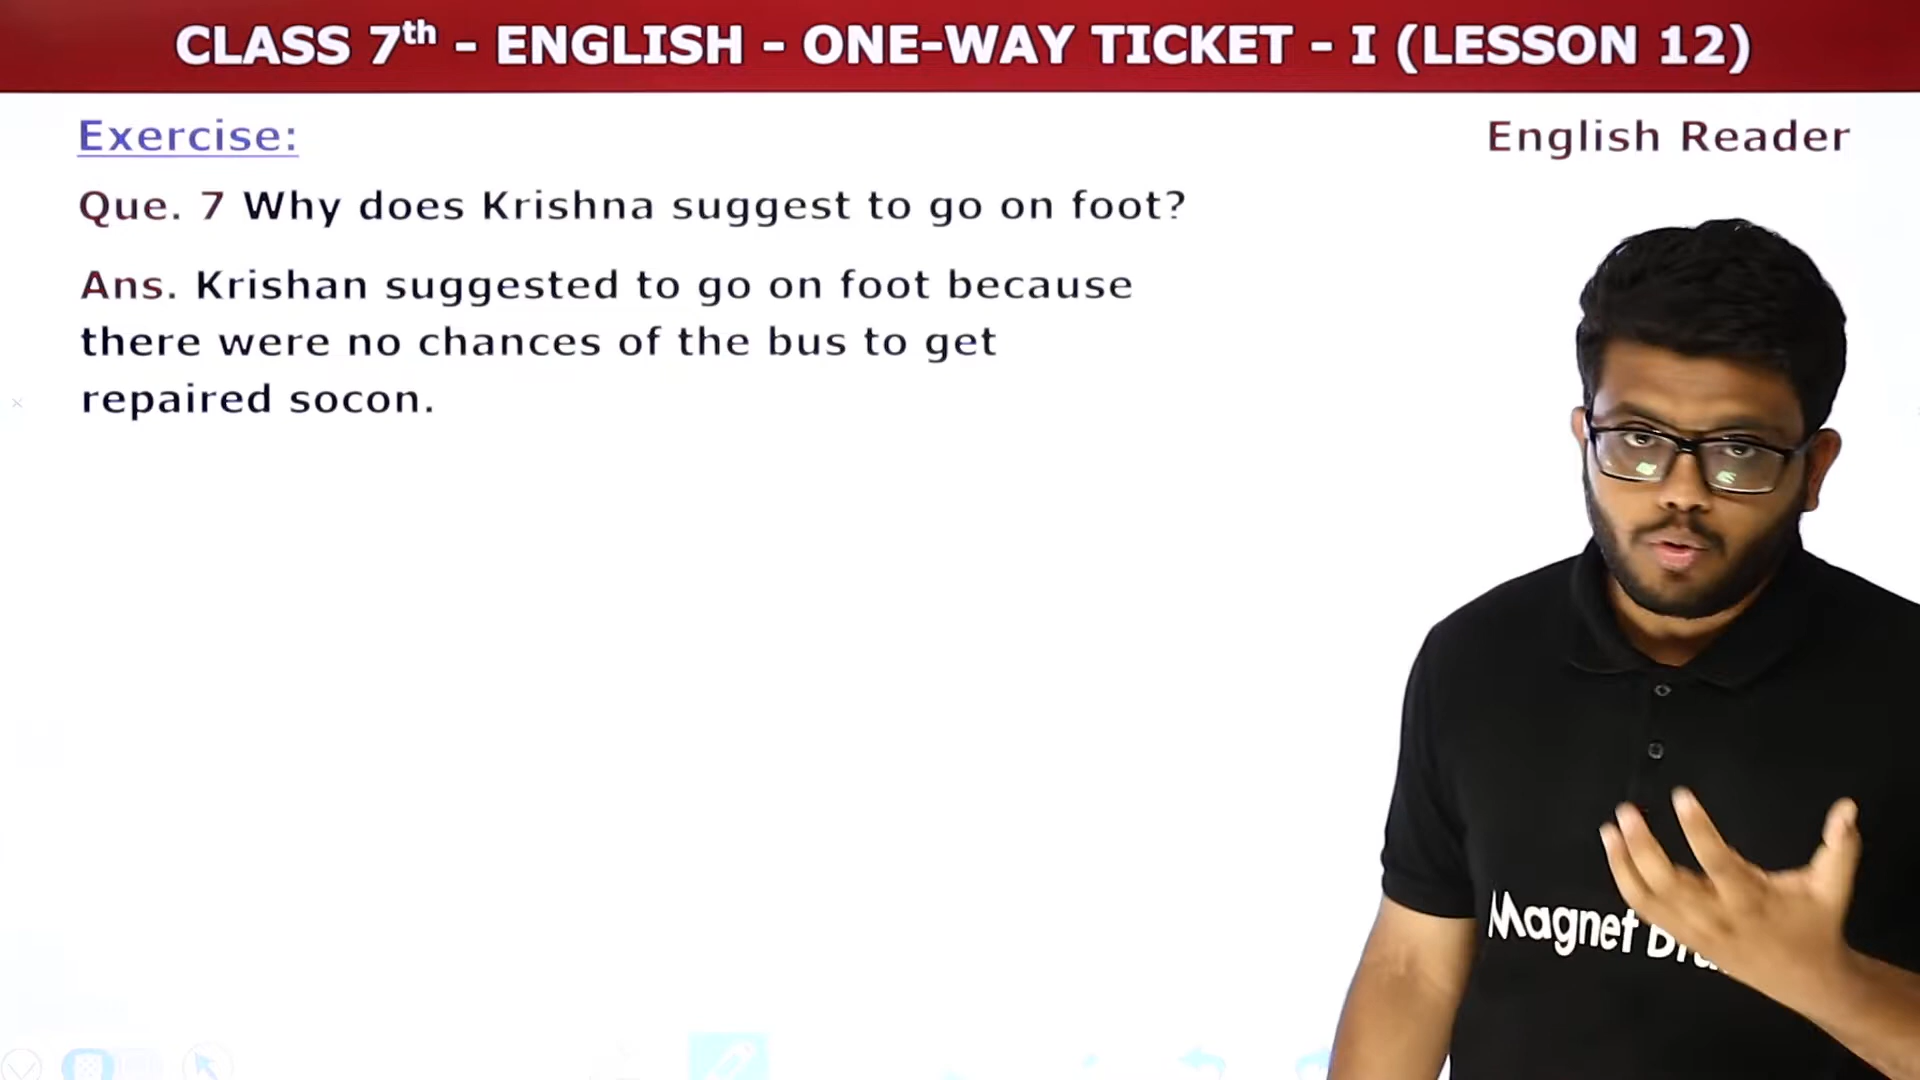 CLASS 7th - ENGLISH - ONE-WAY TICKET - I (LESSON 12)
Exercise:
English Reader
Que. 7 Why does Krishna suggest to go on foot?
Ans. Krishan suggested to go on foot because
there were no chances of the bus to get
repaired socon.
Magnet